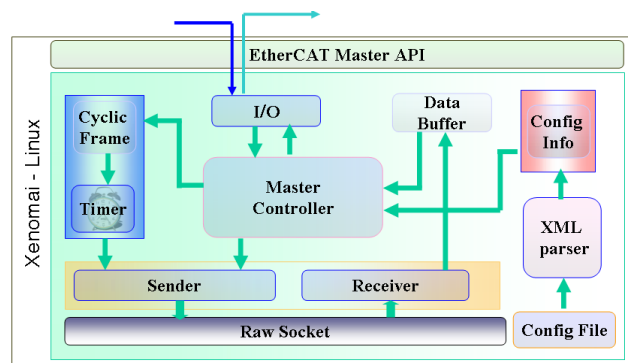 EtherCAT Master API
Xenomai - Linux
Cyclic
Frame
I/O
Data
Buffer
Config
Info
Timer
Master
Controller
XML
parser
Sender
Receiver
Raw Socket
Config File